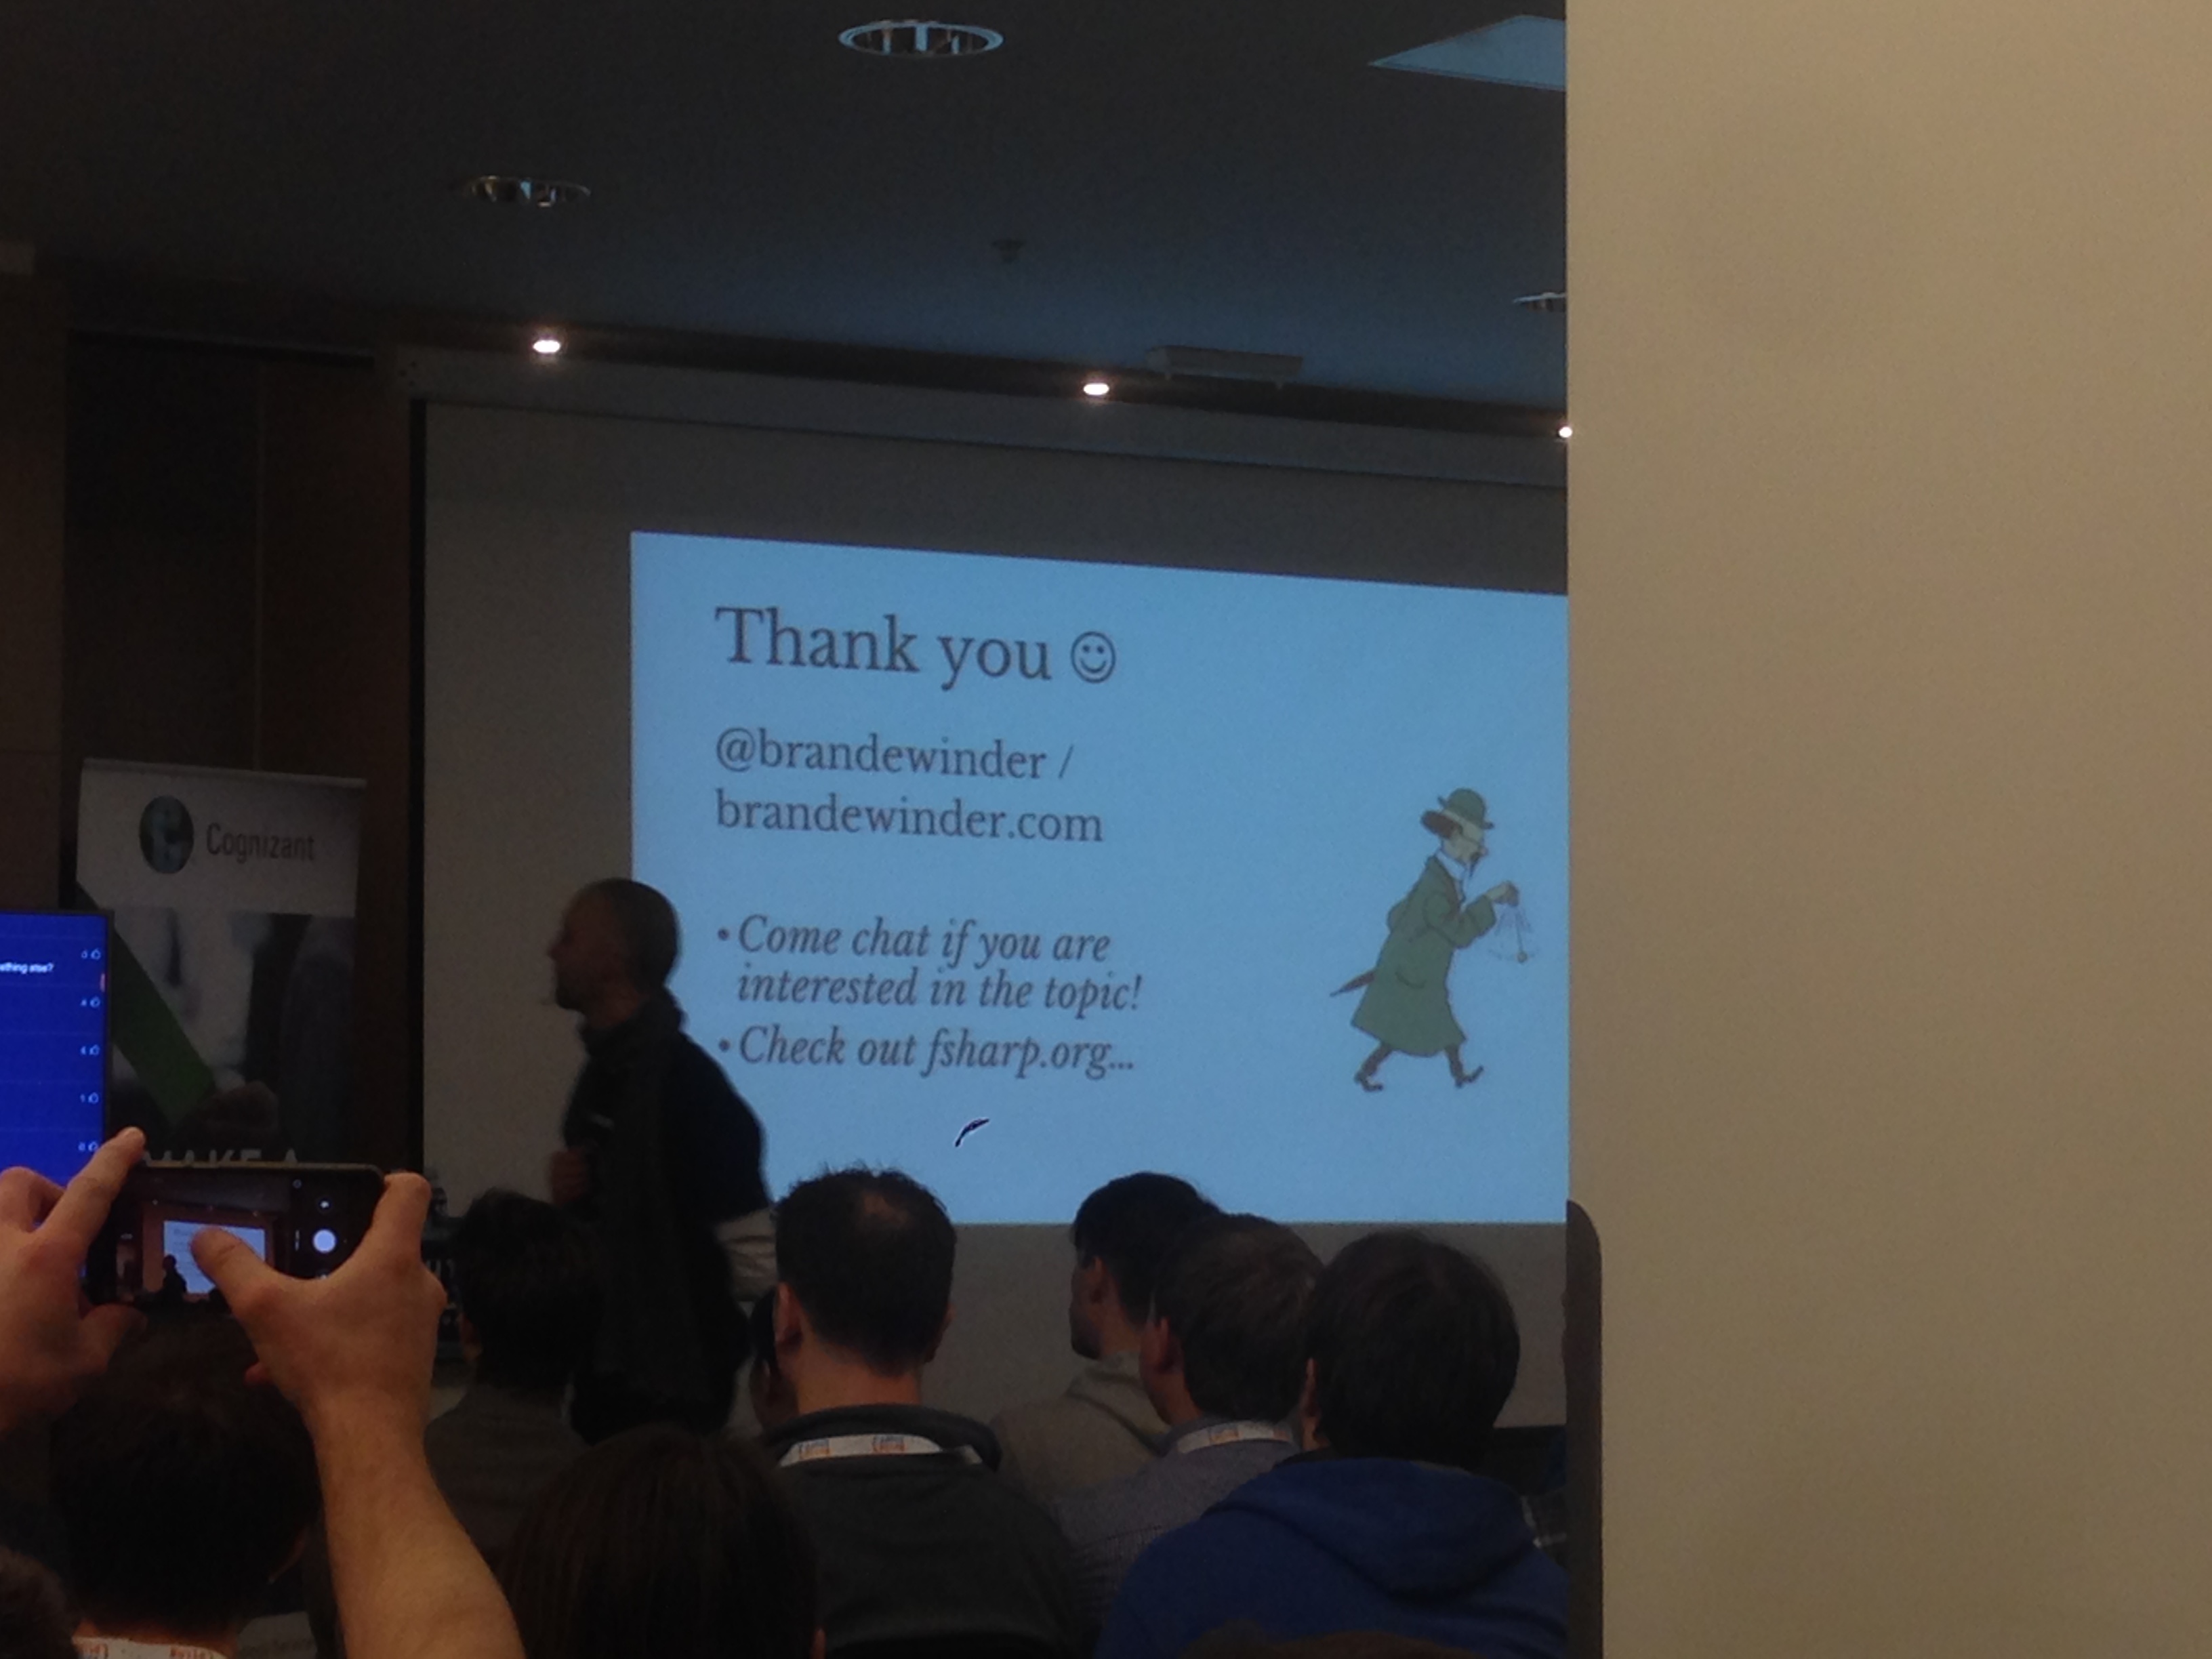 Thank you ☺
@brandewinder /
brandewinder.com
• Come chat if you are
interested in the topic!
• Check out fsharp.org...
Cognizant
MAKE A